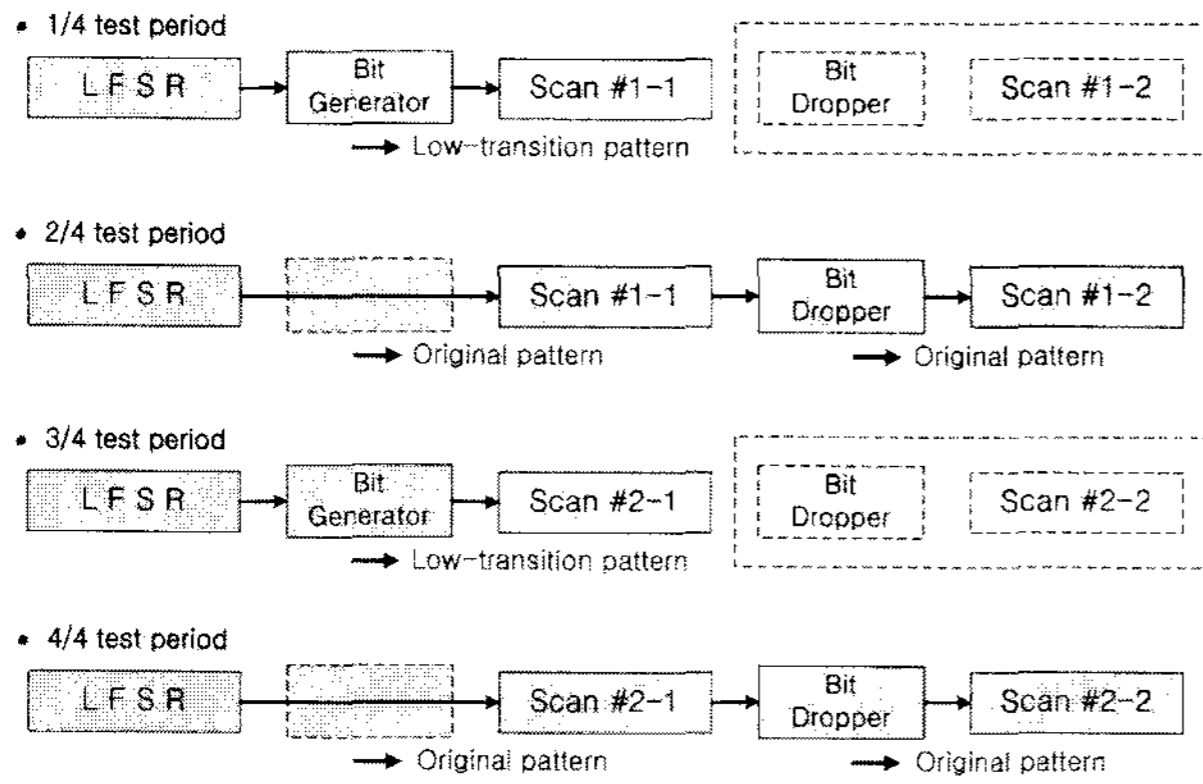 • 1/4 test period
LFSR
Bit
Generator
Scan #1-1
Bit
Dropper
Scan #1-2
Low-transition pattern
• 2/4 test period
LFSR
Scan #1-1
Bit
Dropper
Scan #1-2
Original pattern
Original pattern
• 3/4 test period
LFSR
Bit
Generator
Scan #2-1
Bit
Dropper
Scan #2-2
Low-transition pattern
• 4/4 test period
LFSR
Scan #2-1
Bit
Dropper
Scan #2-2
Original pattern
Original pattern